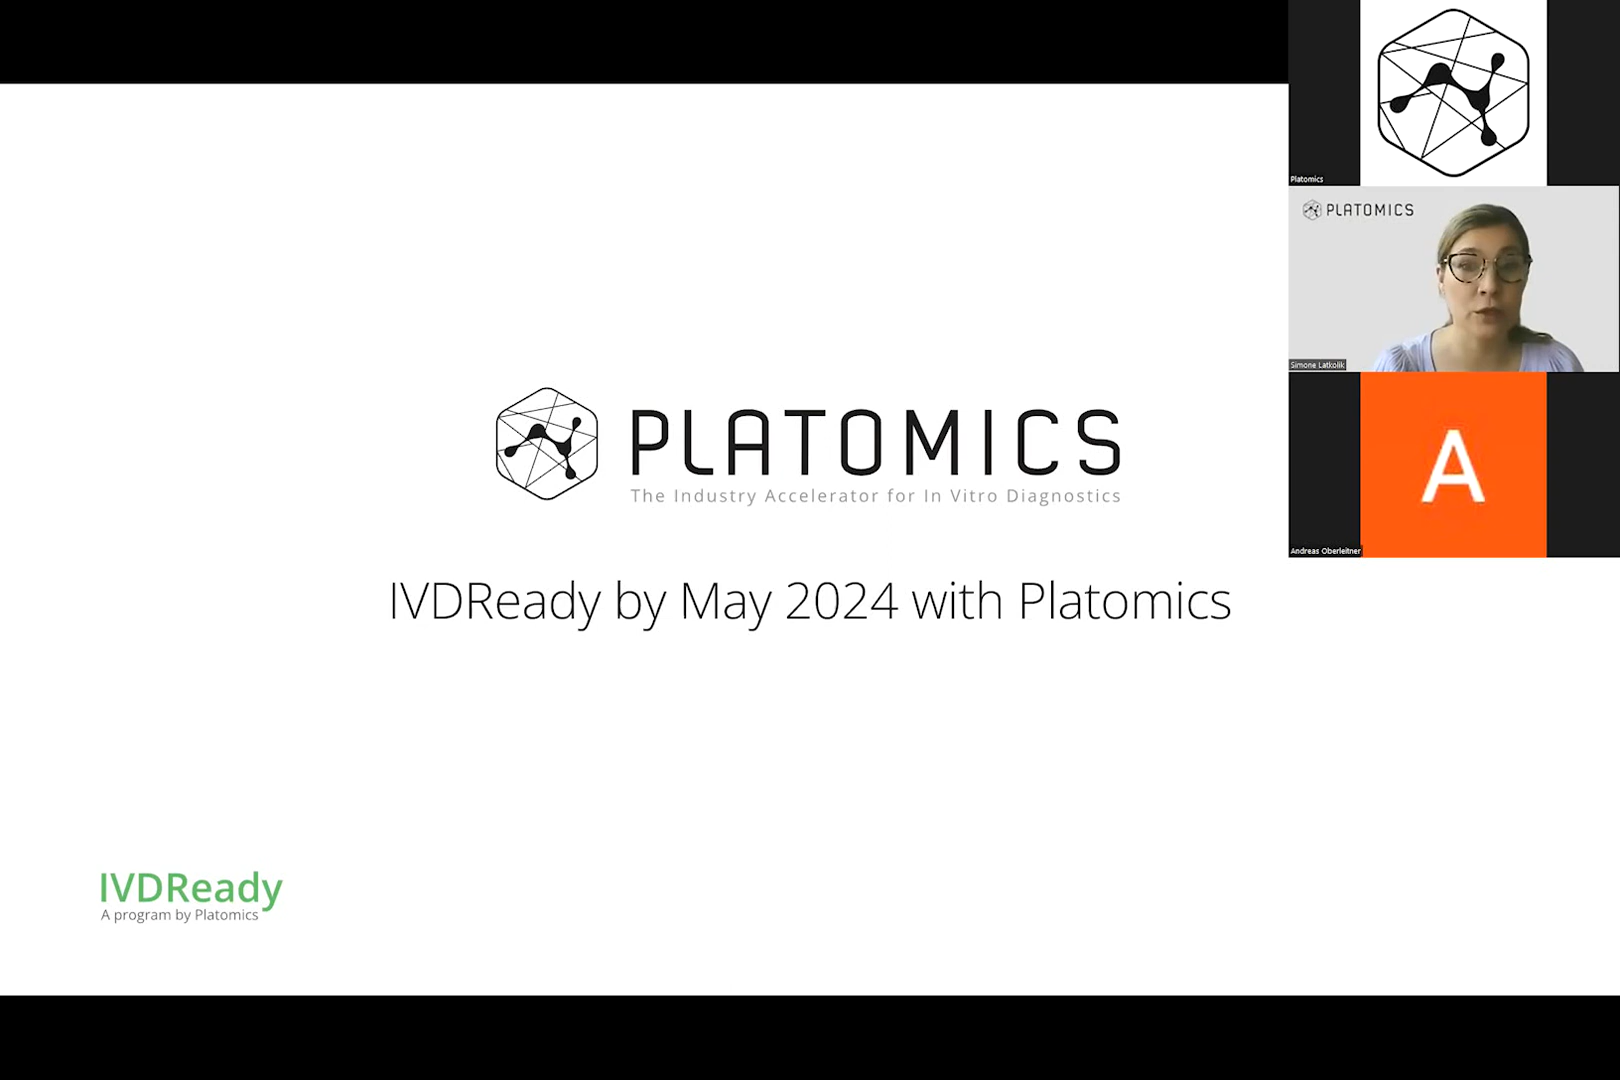 PLATOMICS
The Industry Accelerator for In Vitro Diagnostics
IVDReady by May 2024 with Platomics
IVDReady
A program by Platomics
Platomics
PLATOMICS
Simone Latkolik
A
Andreas Oberleitner